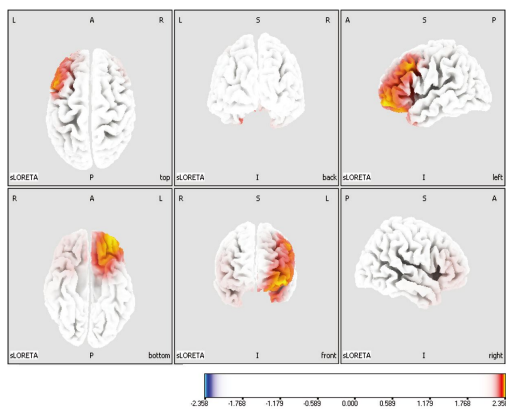 L A R
sLORETA P top
L S R
sLORETA I back
A S P
sLORETA I left
R A L
sLORETA P bottom
R S L
sLORETA I front
P S A
sLORETA I right
-2.358 -1.768 -1.179 -0.589 0.000 0.589 1.179 1.768 2.358